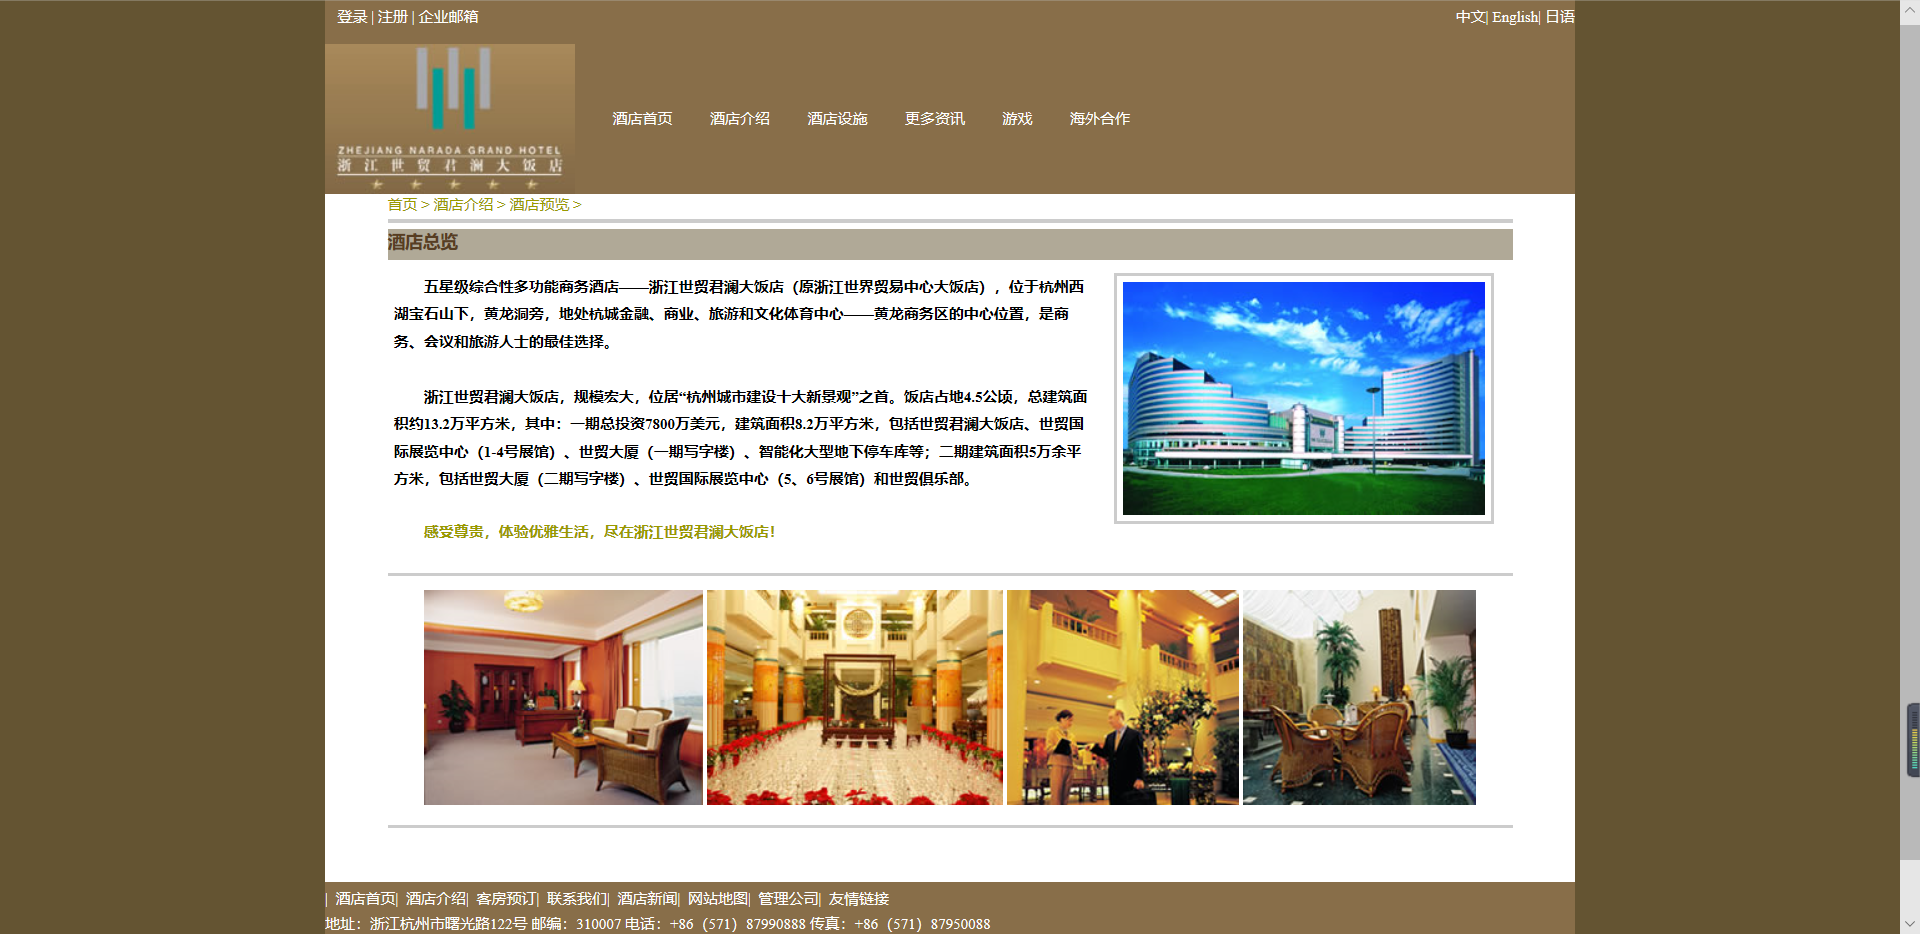 登录 | 注册 | 企业邮箱
中文| English| 日语
ZHEJIANG NARADA GRAND HOTEL
浙江世贸君澜大饭店
酒店首页 酒店介绍 酒店设施 更多资讯 游戏 海外合作
首页 > 酒店介绍 > 酒店预览 >
酒店总览
五星级综合性多功能商务酒店——浙江世贸君澜大饭店（原浙江世界贸易中心大饭店），位于杭州西
湖宝石山下，黄龙洞旁，地处杭城金融、商业、旅游和文化体育中心——黄龙商务区的中心位置，是商
务、会议和旅游人士的最佳选择。
浙江世贸君澜大饭店，规模宏大，位居“杭州城市建设十大新景观”之首。饭店占地4.5公顷，总建筑面
积约13.2万平方米，其中：一期总投资7800万美元，建筑面积8.2万平方米，包括世贸君澜大饭店、世贸国
际展览中心（1-4号展馆）、世贸大厦（一期写字楼）、智能化大型地下停车库等；二期建筑面积5万余平
方米，包括世贸大厦（二期写字楼）、世贸国际展览中心（5、6号展馆）和世贸俱乐部。
感受尊贵，体验优雅生活，尽在浙江世贸君澜大饭店！
| 酒店首页| 酒店介绍| 客房预订| 联系我们| 酒店新闻| 网站地图| 管理公司| 友情链接
地址：浙江杭州市曙光路122号 邮编：310007 电话：+86（571）87990888 传真：+86（571）87950088